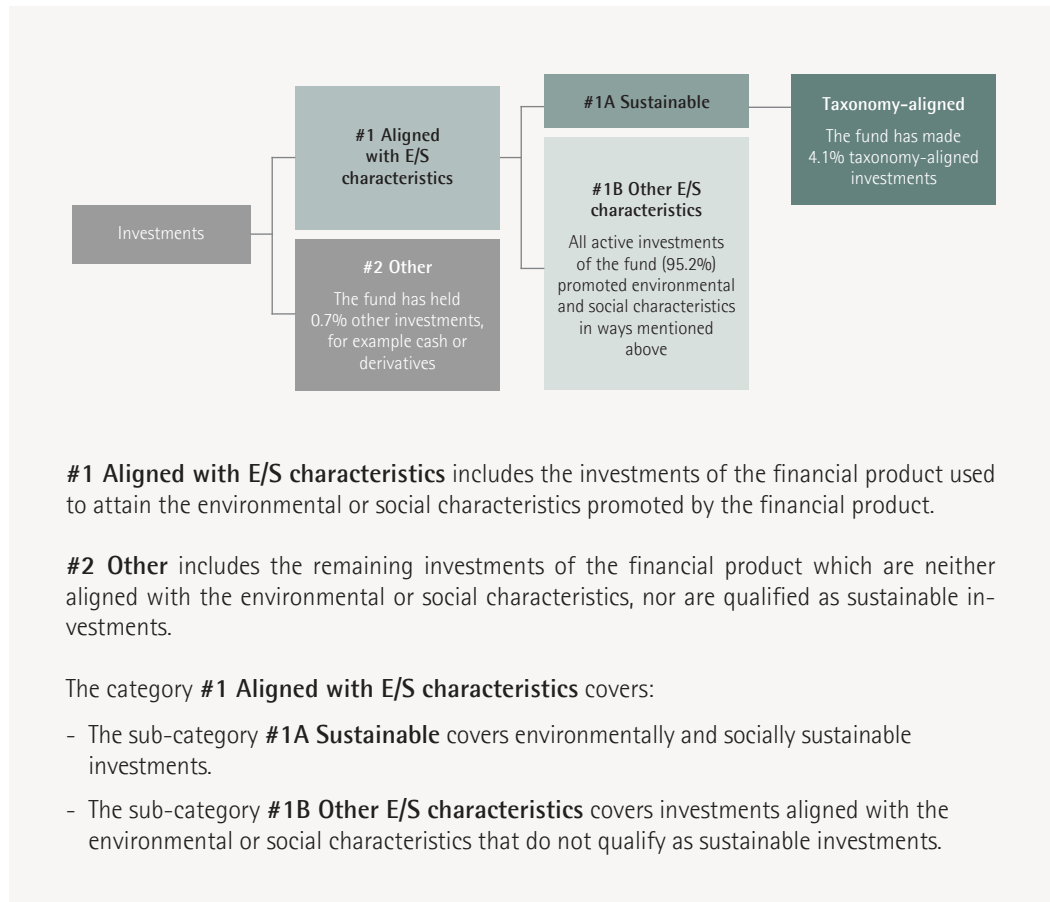 Investments
#1 Aligned
with E/S
characteristics
#2 Other
The fund has held
0.7% other investments,
for example cash or
derivatives
#1A Sustainable
#1B Other E/S
characteristics
All active investments
of the fund (95.2%)
promoted environmental
and social characteristics
in ways mentioned
above
Taxonomy-aligned
The fund has made
4.1% taxonomy-aligned
investments
#1 Aligned with E/S characteristics includes the investments of the financial product used
to attain the environmental or social characteristics promoted by the financial product.
#2 Other includes the remaining investments of the financial product which are neither
aligned with the environmental or social characteristics, nor are qualified as sustainable in-
vestments.
The category #1 Aligned with E/S characteristics covers:
- The sub-category #1A Sustainable covers environmentally and socially sustainable
investments.
- The sub-category #1B Other E/S characteristics covers investments aligned with the
environmental or social characteristics that do not qualify as sustainable investments.